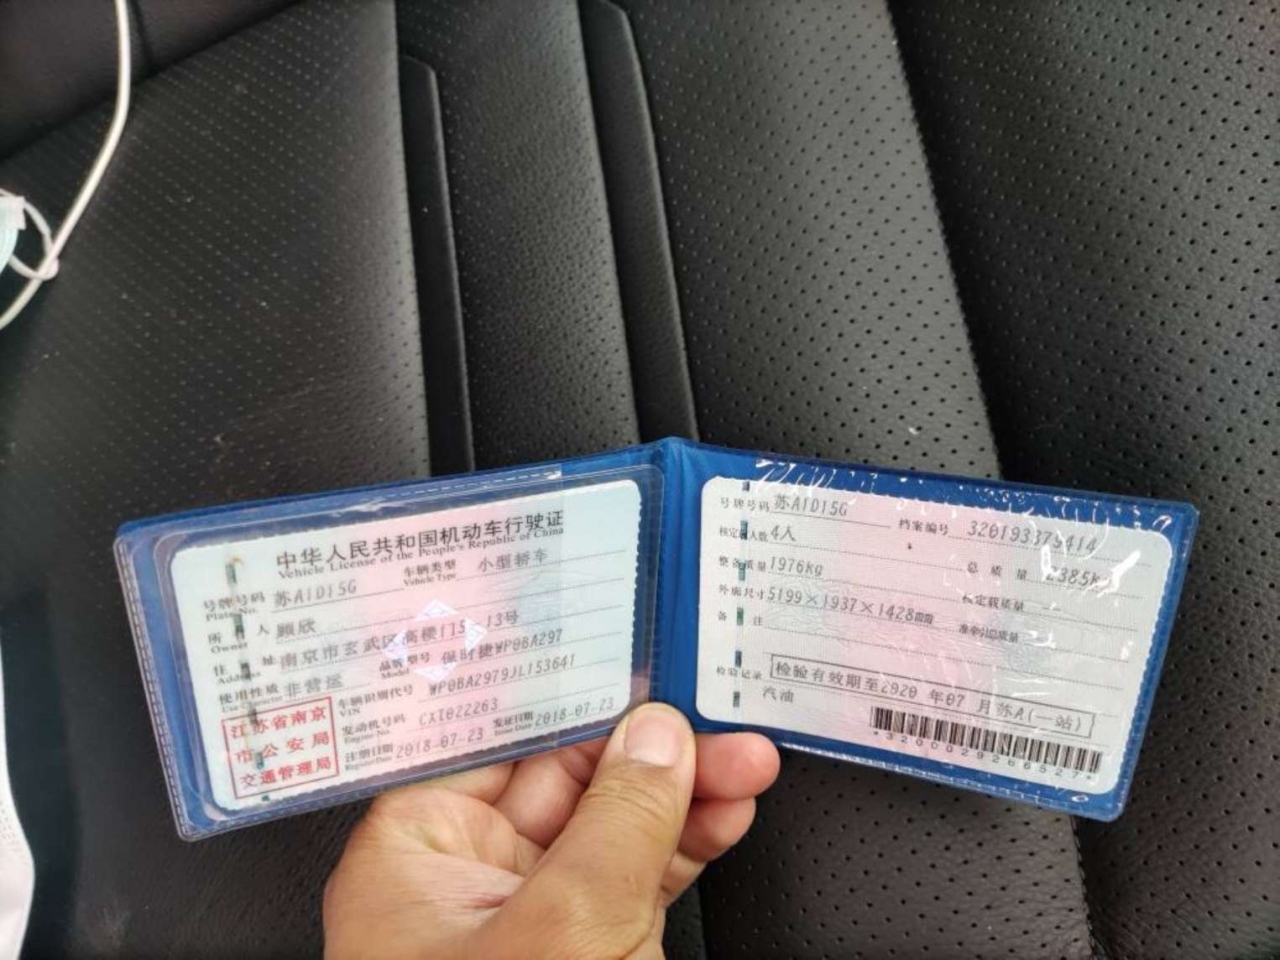 中华人民共和国机动车行驶证
Vehicle License of the People's Republic of China
号牌号码 苏A1D15G 车辆类型 小型轿车
Plate No. Vehicle Type
所有人 顾欣
Owner
住址 南京市玄武区高楼门5 13号
Address
使用性质 非营运 品牌型号 保时捷WP0BA297
Use Character Model
车辆识别代号 WP0BA2979JL153641
VIN
发动机号码 CXT022263
Engine No.
注册日期 2018-07-23 发证日期 2018-07-23
Register Date Issue Date
江苏省南京
市公安局
交通管理局
号牌号码 苏A1D15G 档案编号 320193379414
核定 人数 4人 总质量 2385kg
整备质量 1976kg 核定载质量
外廓尺寸 5199×1937×1428㎜ 准牵引总质量
备注
检验记录 检验有效期至2020年07月苏A(一站)
汽油
*3200029266527*